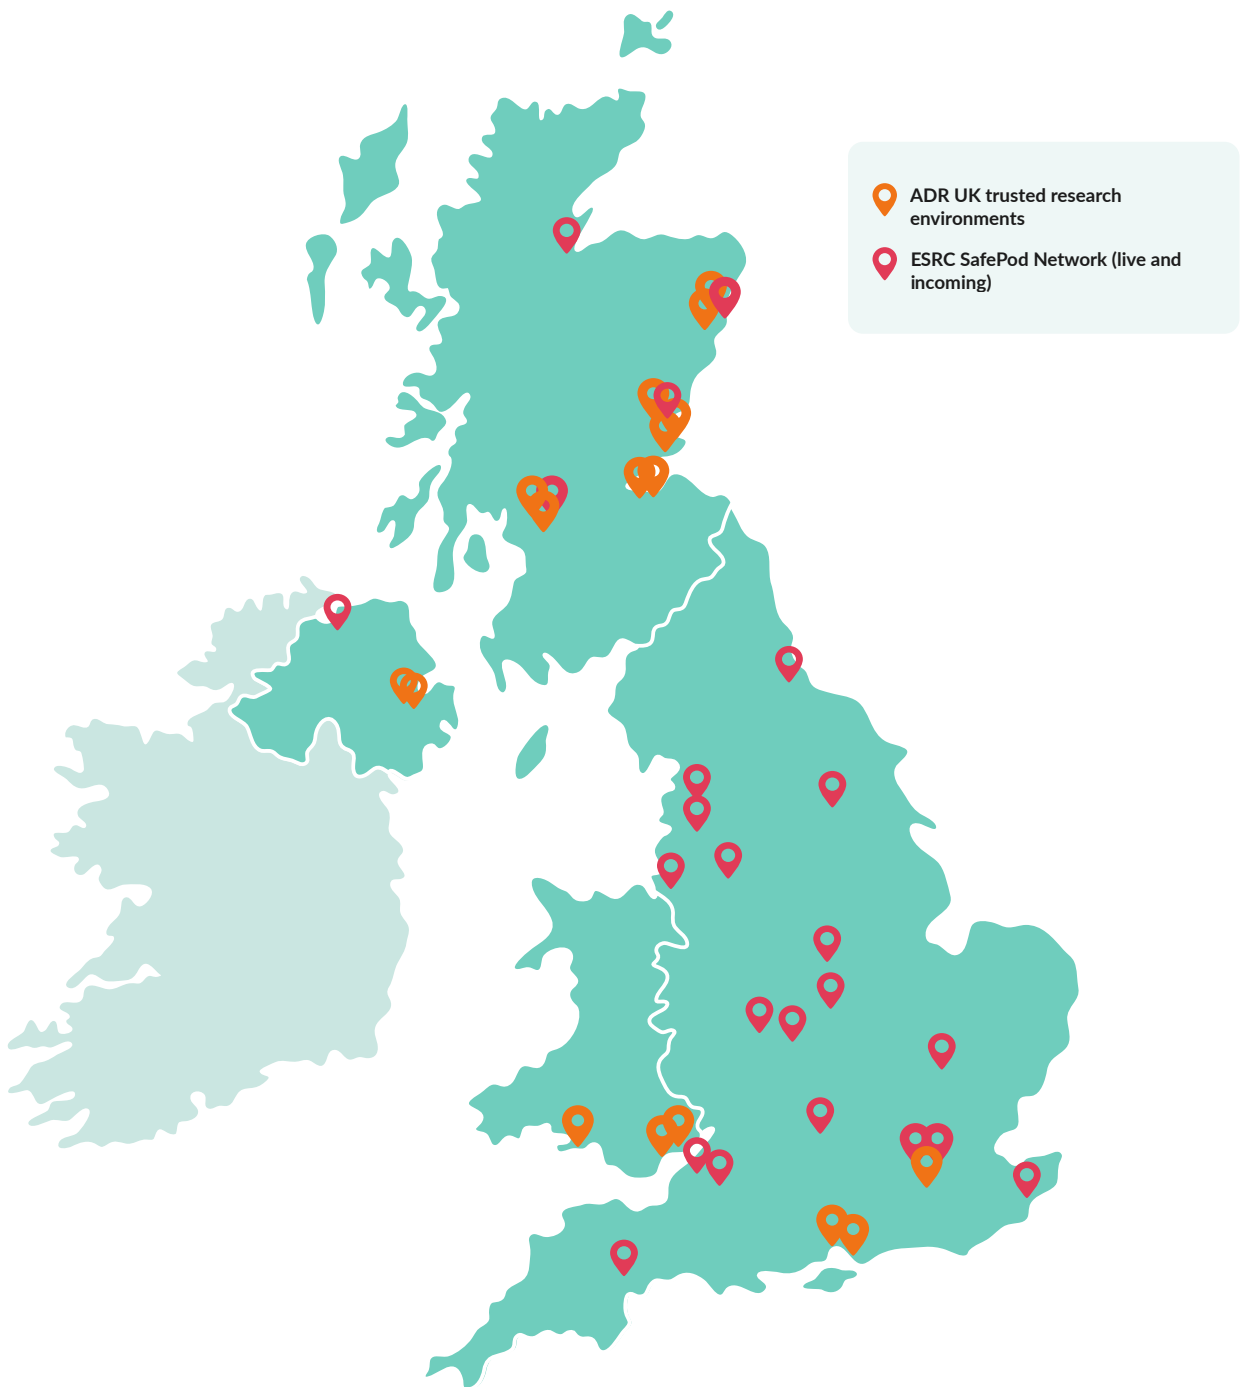 ADR UK trusted research
environments
ESRC SafePod Network (live and
incoming)